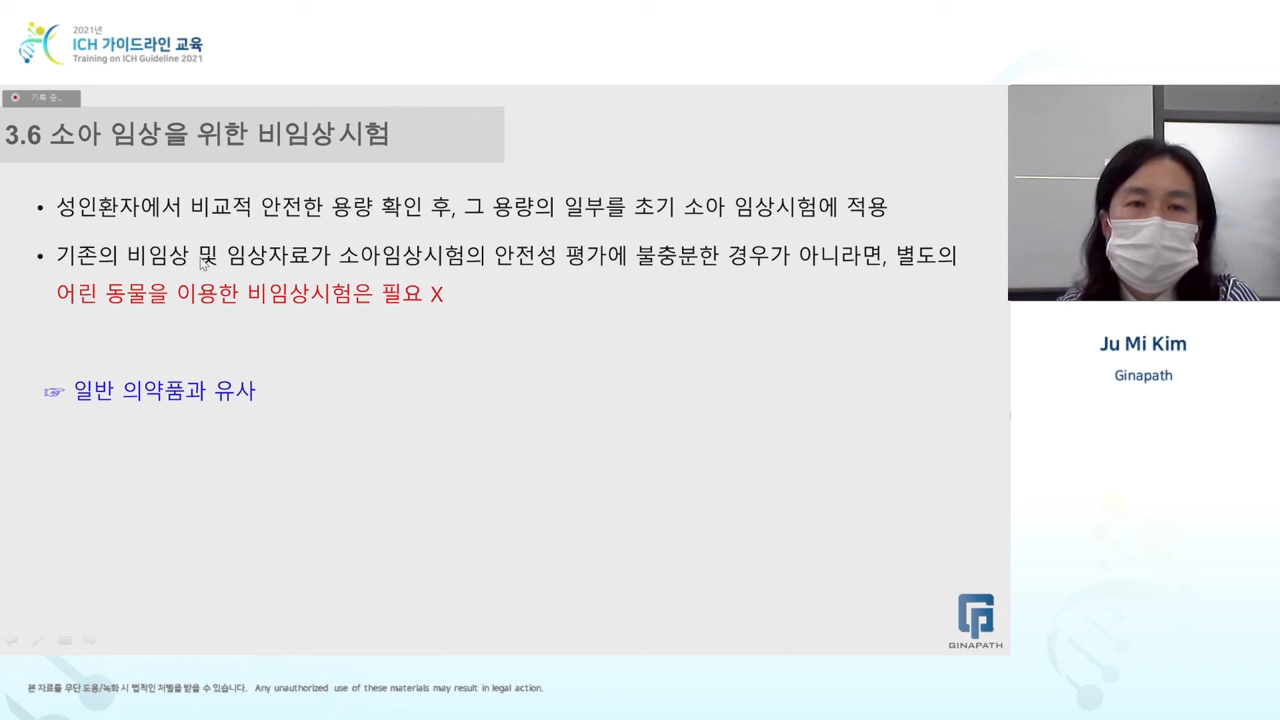 2021년
ICH 가이드라인 교육
Training on ICH Guideline 2021
기록 중...
3.6 소아 임상을 위한 비임상시험
• 성인환자에서 비교적 안전한 용량 확인 후, 그 용량의 일부를 초기 소아 임상시험에 적용
• 기존의 비임상 및 임상자료가 소아임상시험의 안전성 평가에 불충분한 경우가 아니라면, 별도의
어린 동물을 이용한 비임상시험은 필요 X
☞ 일반 의약품과 유사
Ju Mi Kim
Ginapath
GINAPATH
본 자료를 무단 도용/녹화 시 법적인 처벌을 받을 수 있습니다. Any unauthorized use of these materials may result in legal action.